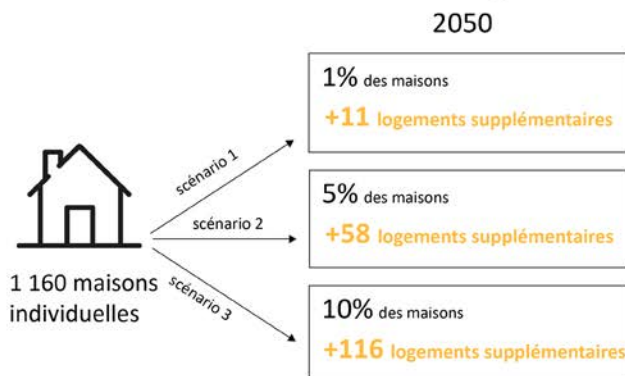 2050
1% des maisons
+11 logements supplémentaires
scénario 1
5% des maisons
+58 logements supplémentaires
scénario 2
1 160 maisons
individuelles
scénario 3
10% des maisons
+116 logements supplémentaires